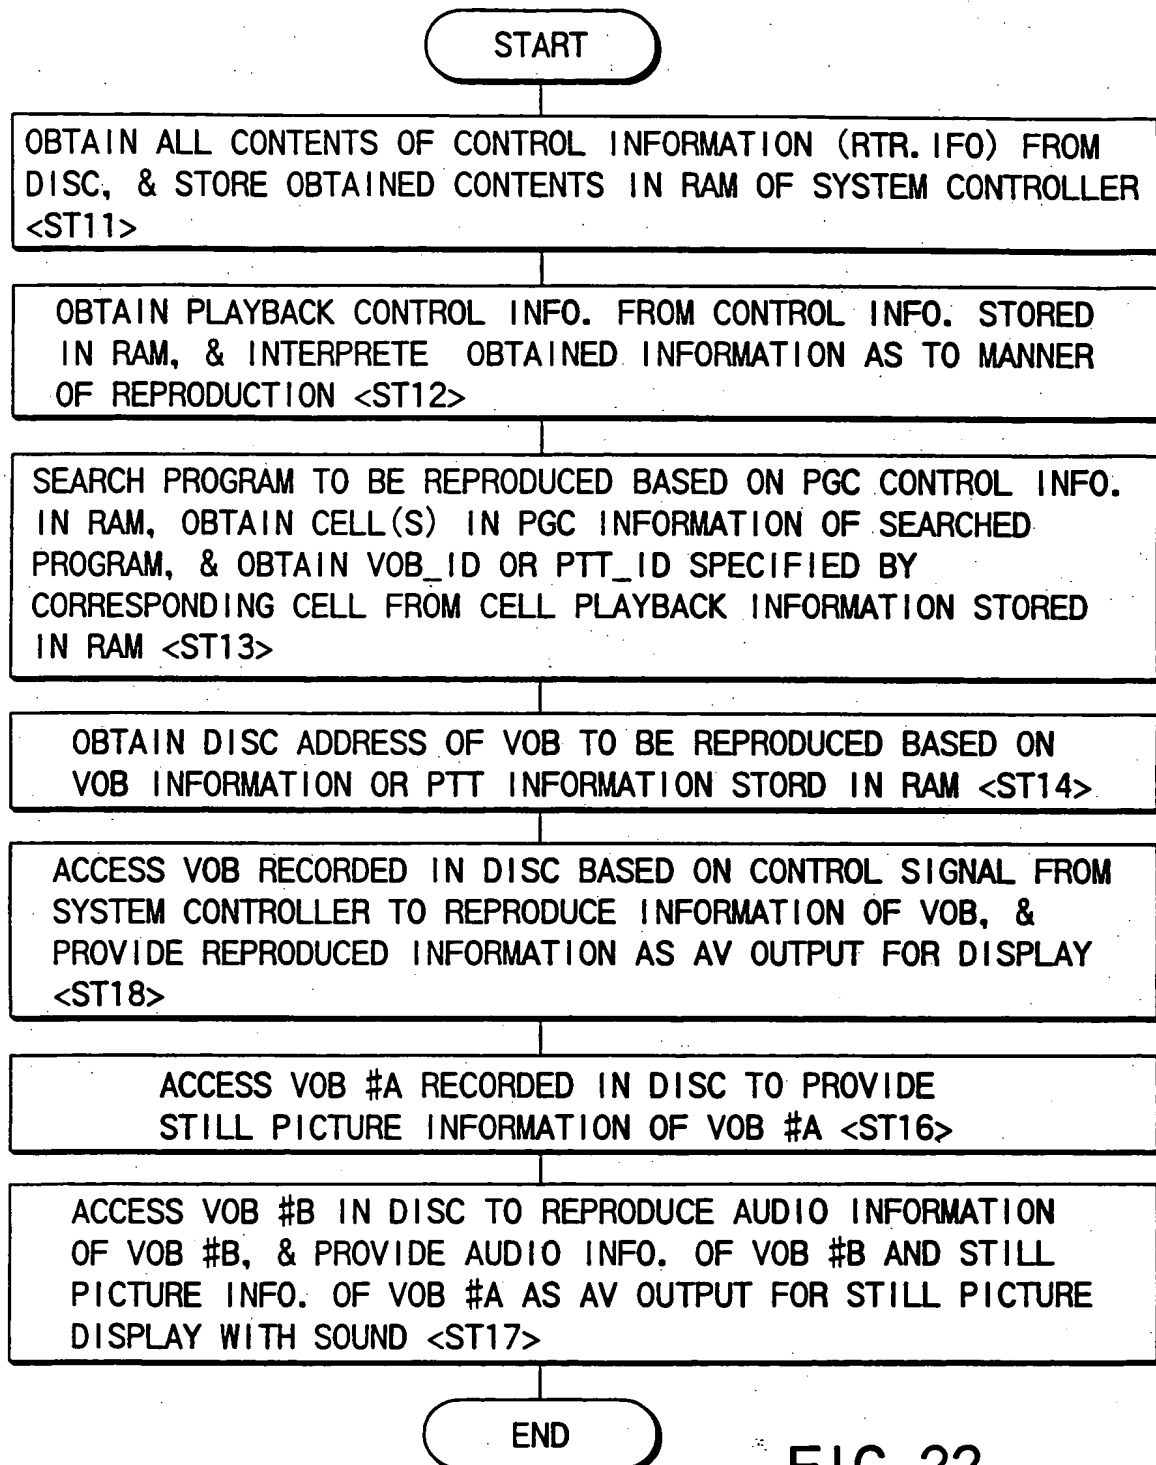 START
OBTAIN ALL CONTENTS OF CONTROL INFORMATION (RTR.IFO) FROM
DISC, & STORE OBTAINED CONTENTS IN RAM OF SYSTEM CONTROLLER
<ST11>
OBTAIN PLAYBACK CONTROL INFO. FROM CONTROL INFO. STORED
IN RAM, & INTERPRETE OBTAINED INFORMATION AS TO MANNER
OF REPRODUCTION <ST12>
SEARCH PROGRAM TO BE REPRODUCED BASED ON PGC CONTROL INFO.
IN RAM, OBTAIN CELL(S) IN PGC INFORMATION OF SEARCHED
PROGRAM, & OBTAIN VOB_ID OR PTT_ID SPECIFIED BY
CORRESPONDING CELL FROM CELL PLAYBACK INFORMATION STORED
IN RAM <ST13>
OBTAIN DISC ADDRESS OF VOB TO BE REPRODUCED BASED ON
VOB INFORMATION OR PTT INFORMATION STORD IN RAM <ST14>
ACCESS VOB RECORDED IN DISC BASED ON CONTROL SIGNAL FROM
SYSTEM CONTROLLER TO REPRODUCE INFORMATION OF VOB, &
PROVIDE REPRODUCED INFORMATION AS AV OUTPUT FOR DISPLAY
<ST18>
ACCESS VOB #A RECORDED IN DISC TO PROVIDE
STILL PICTURE INFORMATION OF VOB #A <ST16>
ACCESS VOB #B IN DISC TO REPRODUCE AUDIO INFORMATION
OF VOB #B, & PROVIDE AUDIO INFO. OF VOB #B AND STILL
PICTURE INFO. OF VOB #A AS AV OUTPUT FOR STILL PICTURE
DISPLAY WITH SOUND <ST17>
END
FIG. 22